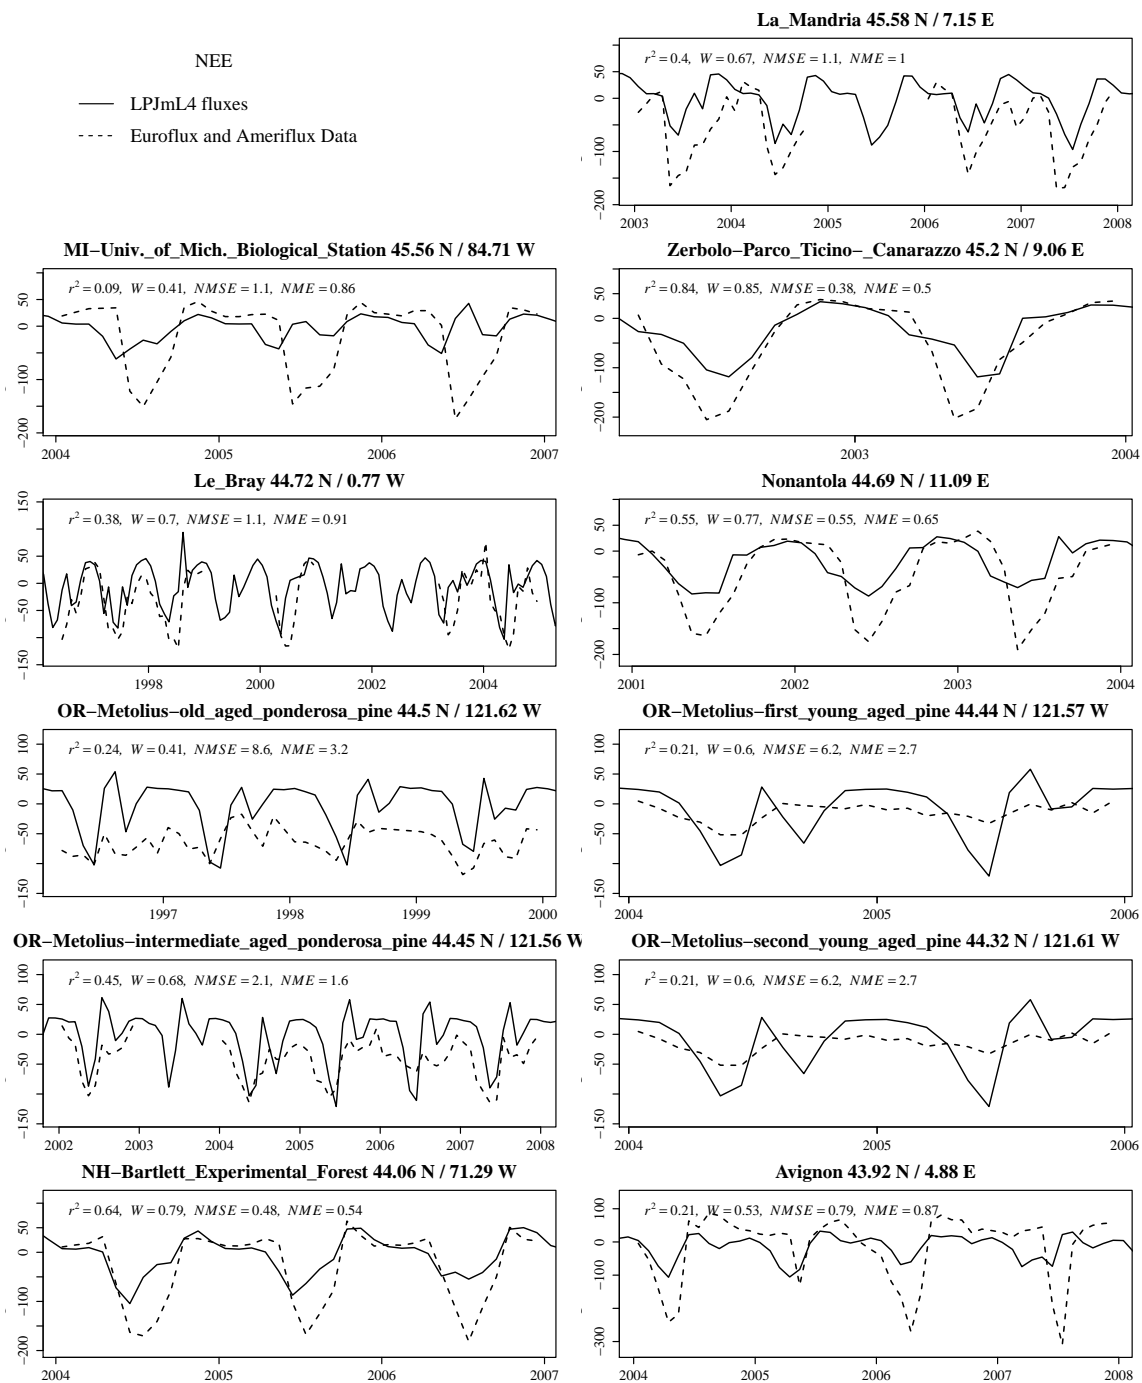 NEE
LPJmL4 fluxes
Euroflux and Ameriflux Data
La_Mandria 45.58 N / 7.15 E
r² = 0.4, W = 0.67, NMSE = 1.1, NME = 1
50
0
−100
−200
2003 2004 2005 2006 2007 2008
MI−Univ._of_Mich._Biological_Station 45.56 N / 84.71 W
r² = 0.09, W = 0.41, NMSE = 1.1, NME = 0.86
50
0
−100
−200
2004 2005 2006 2007
Zerbolo−Parco_Ticino−_Canarazzo 45.2 N / 9.06 E
r² = 0.84, W = 0.85, NMSE = 0.38, NME = 0.5
50
0
−100
−200
2003 2004
Le_Bray 44.72 N / 0.77 W
r² = 0.38, W = 0.7, NMSE = 1.1, NME = 0.91
150
50
0
−50
−150
1998 2000 2002 2004
Nonantola 44.69 N / 11.09 E
r² = 0.55, W = 0.77, NMSE = 0.55, NME = 0.65
50
0
−100
−200
2001 2002 2003 2004
OR−Metolius−old_aged_ponderosa_pine 44.5 N / 121.62 W
r² = 0.24, W = 0.41, NMSE = 8.6, NME = 3.2
100
50
0
−50
−150
1997 1998 1999 2000
OR−Metolius−first_young_aged_pine 44.44 N / 121.57 W
r² = 0.21, W = 0.6, NMSE = 6.2, NME = 2.7
100
50
0
−50
−150
2004 2005 2006
OR−Metolius−intermediate_aged_ponderosa_pine 44.45 N / 121.56 W
r² = 0.45, W = 0.68, NMSE = 2.1, NME = 1.6
100
50
0
−50
−150
2002 2003 2004 2005 2006 2007 2008
OR−Metolius−second_young_aged_pine 44.32 N / 121.61 W
r² = 0.21, W = 0.6, NMSE = 6.2, NME = 2.7
100
50
0
−50
−150
2004 2005 2006
NH−Bartlett_Experimental_Forest 44.06 N / 71.29 W
r² = 0.64, W = 0.79, NMSE = 0.48, NME = 0.54
50
0
−100
−200
2004 2005 2006 2007
Avignon 43.92 N / 4.88 E
r² = 0.21, W = 0.53, NMSE = 0.79, NME = 0.87
100
0
−100
−300
2004 2005 2006 2007 2008